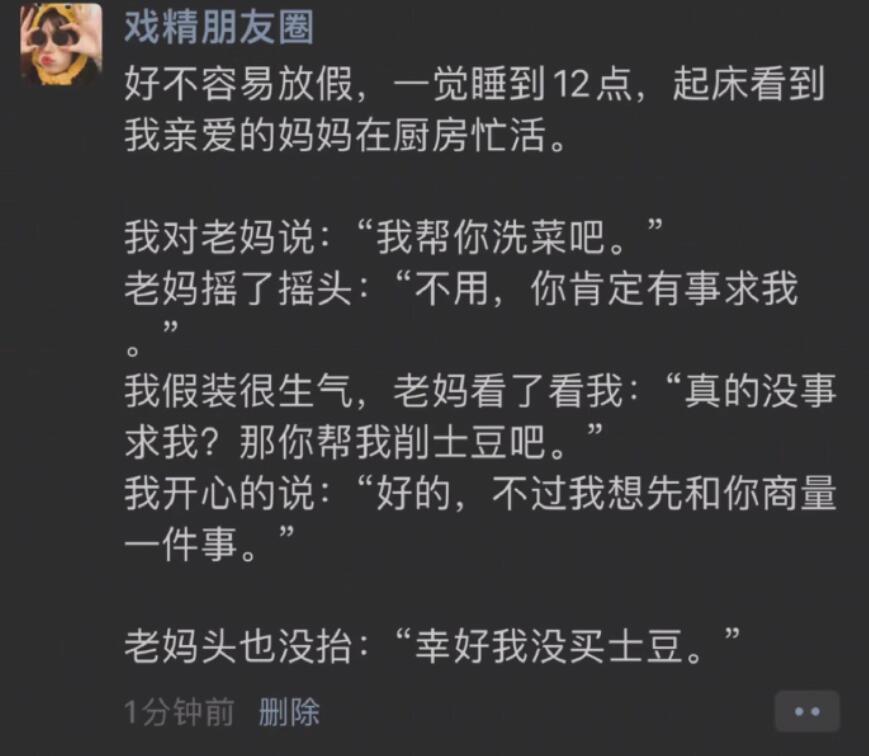 戏精朋友圈
好不容易放假，一觉睡到12点，起床看到
我亲爱的妈妈在厨房忙活。
我对老妈说：“我帮你洗菜吧。”
老妈摇了摇头：“不用，你肯定有事求我
。”
我假装很生气，老妈看了看我：“真的没事
求我？那你帮我削士豆吧。”
我开心的说：“好的，不过我想先和你商量
一件事。”
老妈头也没抬：“幸好我没买士豆。”
1分钟前 删除